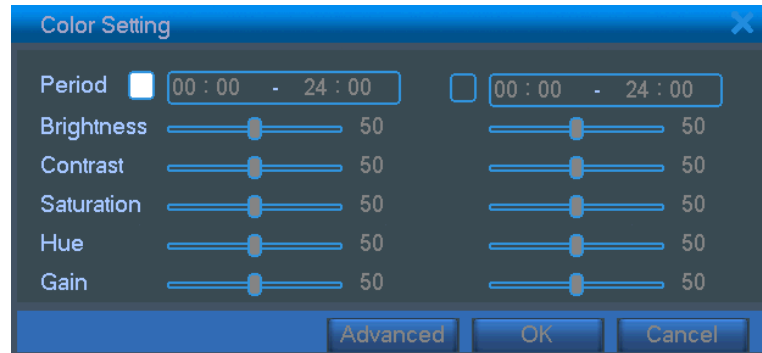 Color Setting
Period 00 : 00 - 24 : 00 00 : 00 - 24 : 00
Brightness 50 50
Contrast 50 50
Saturation 50 50
Hue 50 50
Gain 50 50
Advanced OK Cancel